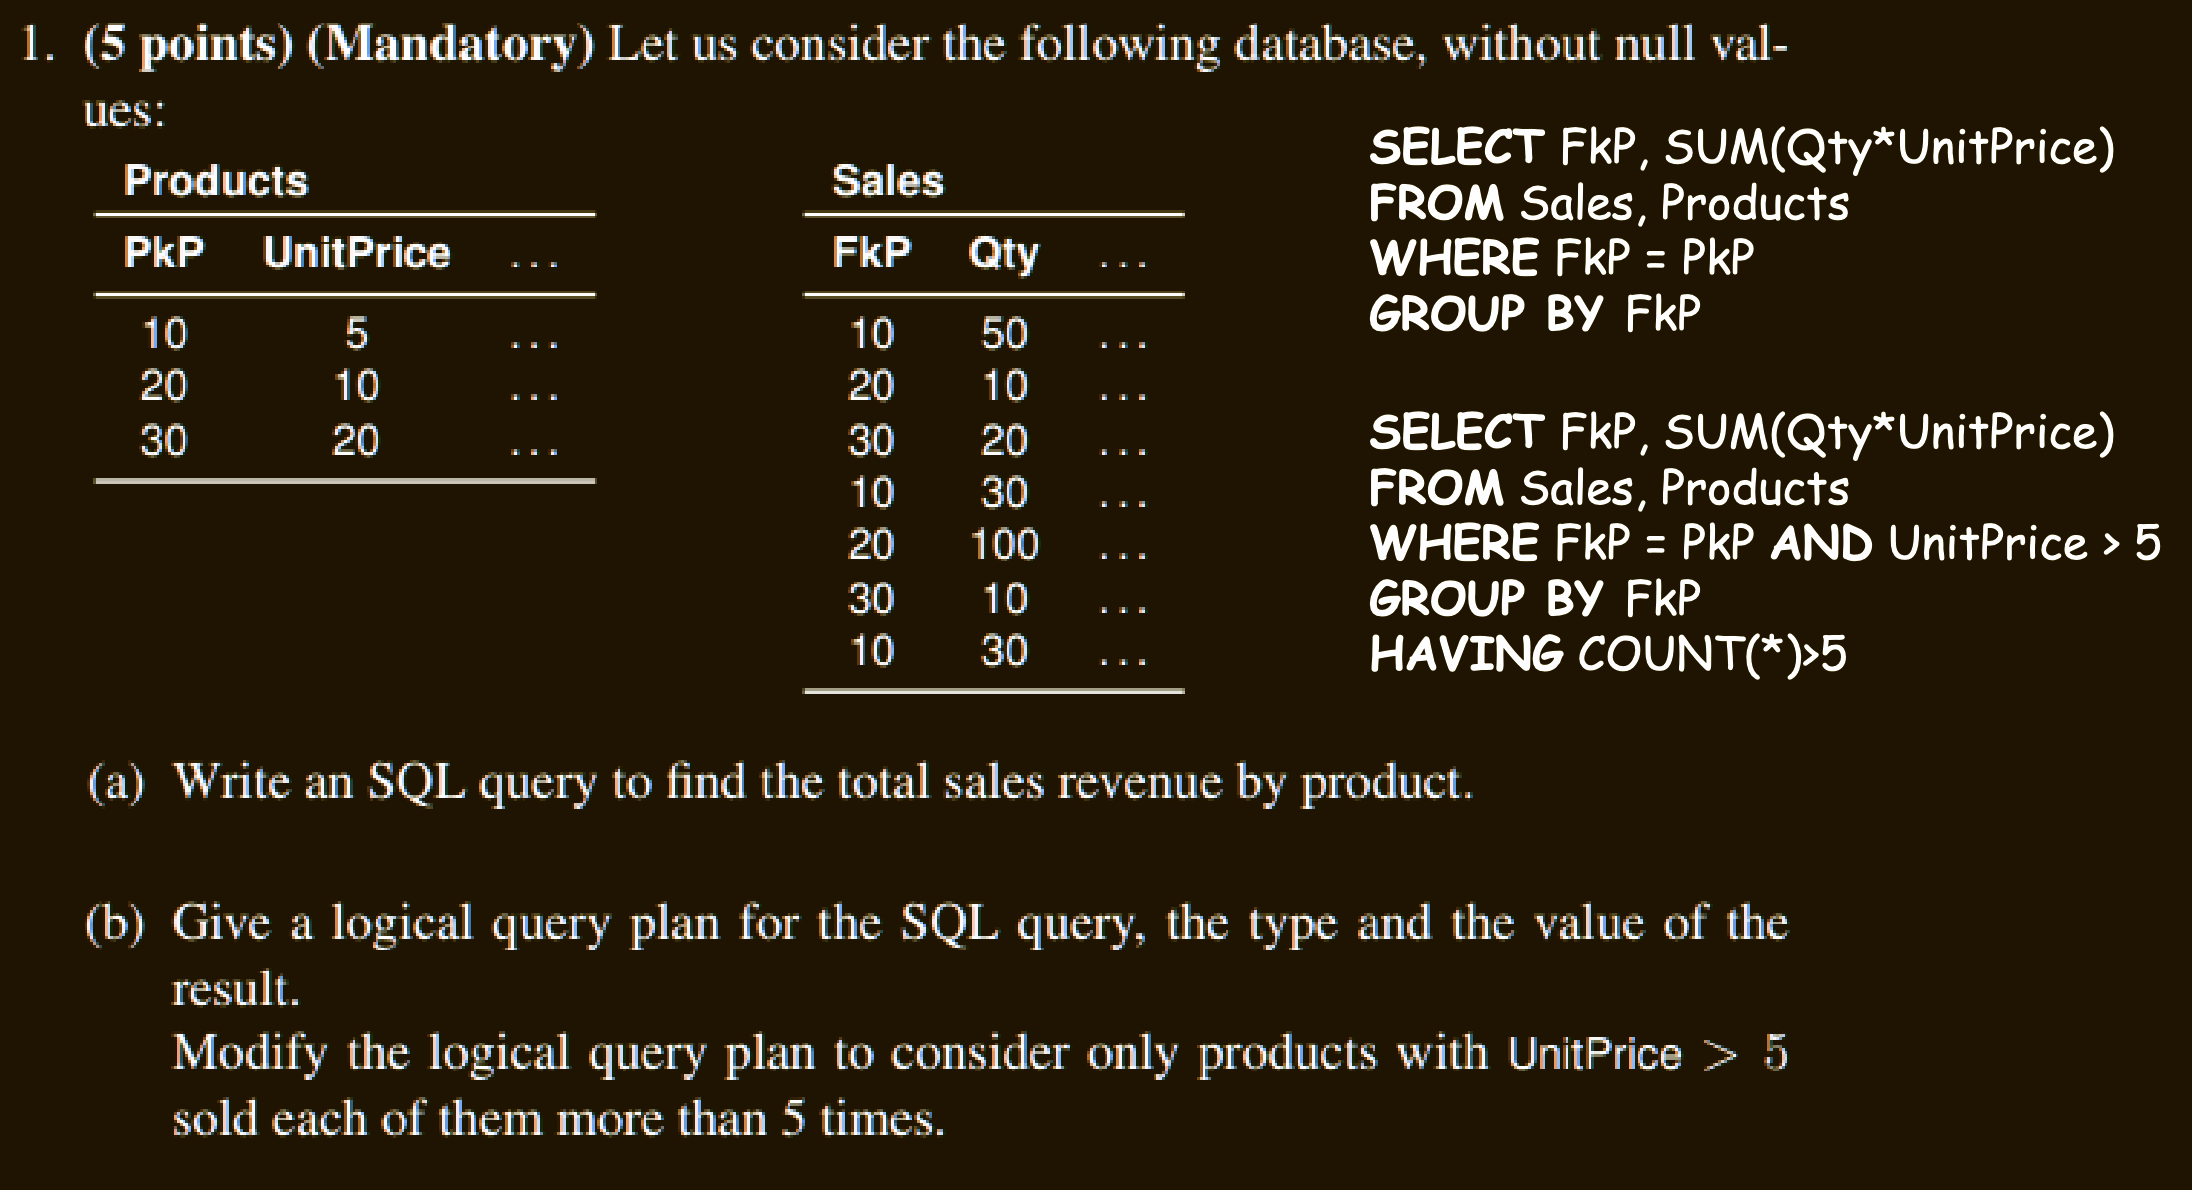 1. (5 points) (Mandatory) Let us consider the following database, without null val-
ues:
Products
PkP UnitPrice ...
10 5 ...
20 10 ...
30 20 ...
Sales
FkP Qty ...
10 50 ...
20 10 ...
30 20 ...
10 30 ...
20 100 ...
30 10 ...
10 30 ...
SELECT FkP, SUM(Qty*UnitPrice)
FROM Sales, Products
WHERE FkP = PkP
GROUP BY FkP
SELECT FkP, SUM(Qty*UnitPrice)
FROM Sales, Products
WHERE FkP = PkP AND UnitPrice > 5
GROUP BY FkP
HAVING COUNT(*)>5
(a) Write an SQL query to find the total sales revenue by product.
(b) Give a logical query plan for the SQL query, the type and the value of the
result.
Modify the logical query plan to consider only products with UnitPrice > 5
sold each of them more than 5 times.